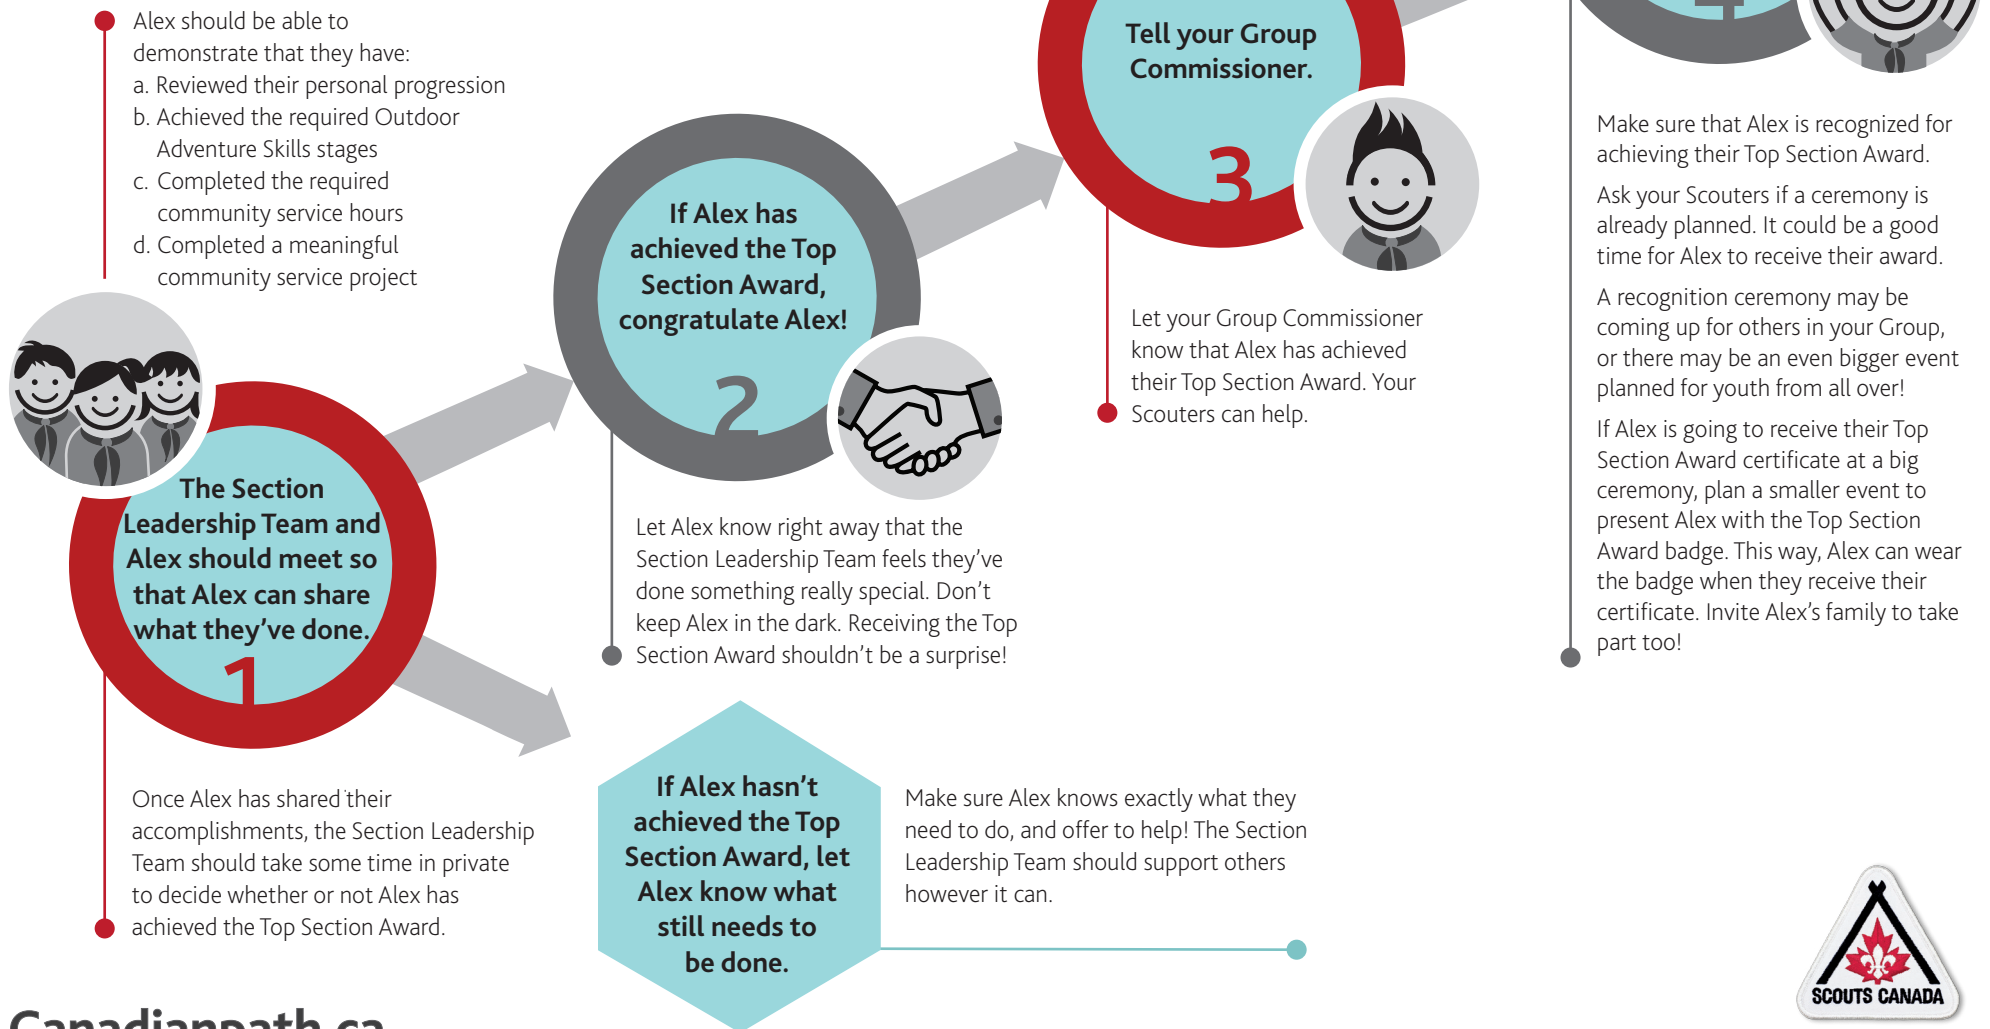 Alex should be able to
demonstrate that they have:
a. Reviewed their personal progression
b. Achieved the required Outdoor
Adventure Skills stages
c. Completed the required
community service hours
d. Completed a meaningful
community service project
The Section
Leadership Team and
Alex should meet so
that Alex can share
what they've done.
1
Once Alex has shared their
accomplishments, the Section Leadership
Team should take some time in private
to decide whether or not Alex has
achieved the Top Section Award.
If Alex has
achieved the Top
Section Award,
congratulate Alex!
2
Let Alex know right away that the
Section Leadership Team feels they've
done something really special. Don't
keep Alex in the dark. Receiving the Top
Section Award shouldn't be a surprise!
If Alex hasn't
achieved the Top
Section Award, let
Alex know what
still needs to
be done.
Make sure Alex knows exactly what they
need to do, and offer to help! The Section
Leadership Team should support others
however it can.
Tell your Group
Commissioner.
3
Let your Group Commissioner
know that Alex has achieved
their Top Section Award. Your
Scouters can help.
4
Make sure that Alex is recognized for
achieving their Top Section Award.
Ask your Scouters if a ceremony is
already planned. It could be a good
time for Alex to receive their award.
A recognition ceremony may be
coming up for others in your Group,
or there may be an even bigger event
planned for youth from all over!
If Alex is going to receive their Top
Section Award certificate at a big
ceremony, plan a smaller event to
present Alex with the Top Section
Award badge. This way, Alex can wear
the badge when they receive their
certificate. Invite Alex's family to take
part too!
SCOUTS CANADA
Canadianpath.ca